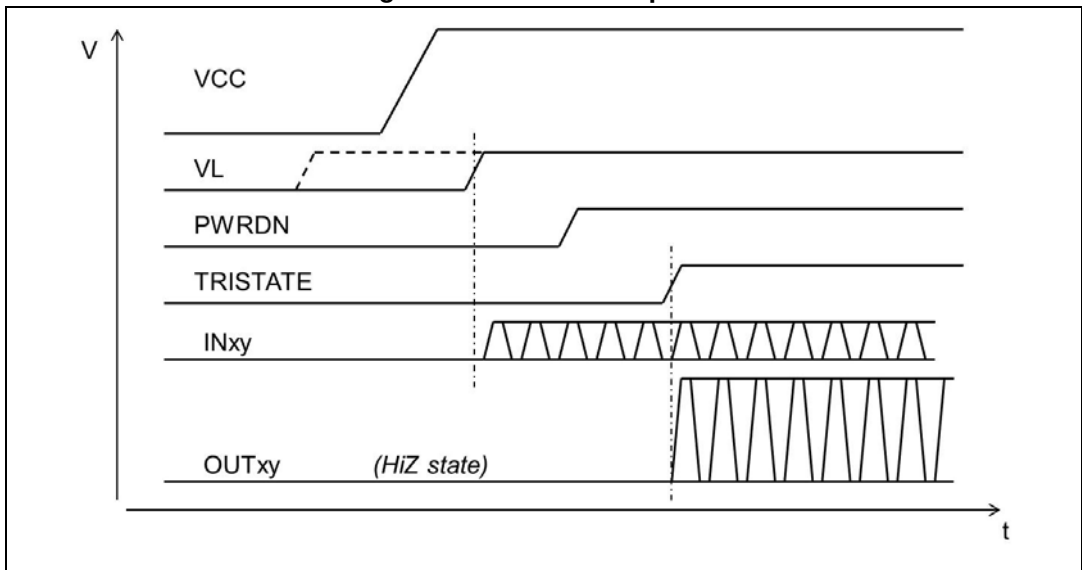 V
VCC
VL
PWRDN
TRISTATE
INxy
OUTxy (HiZ state)
t